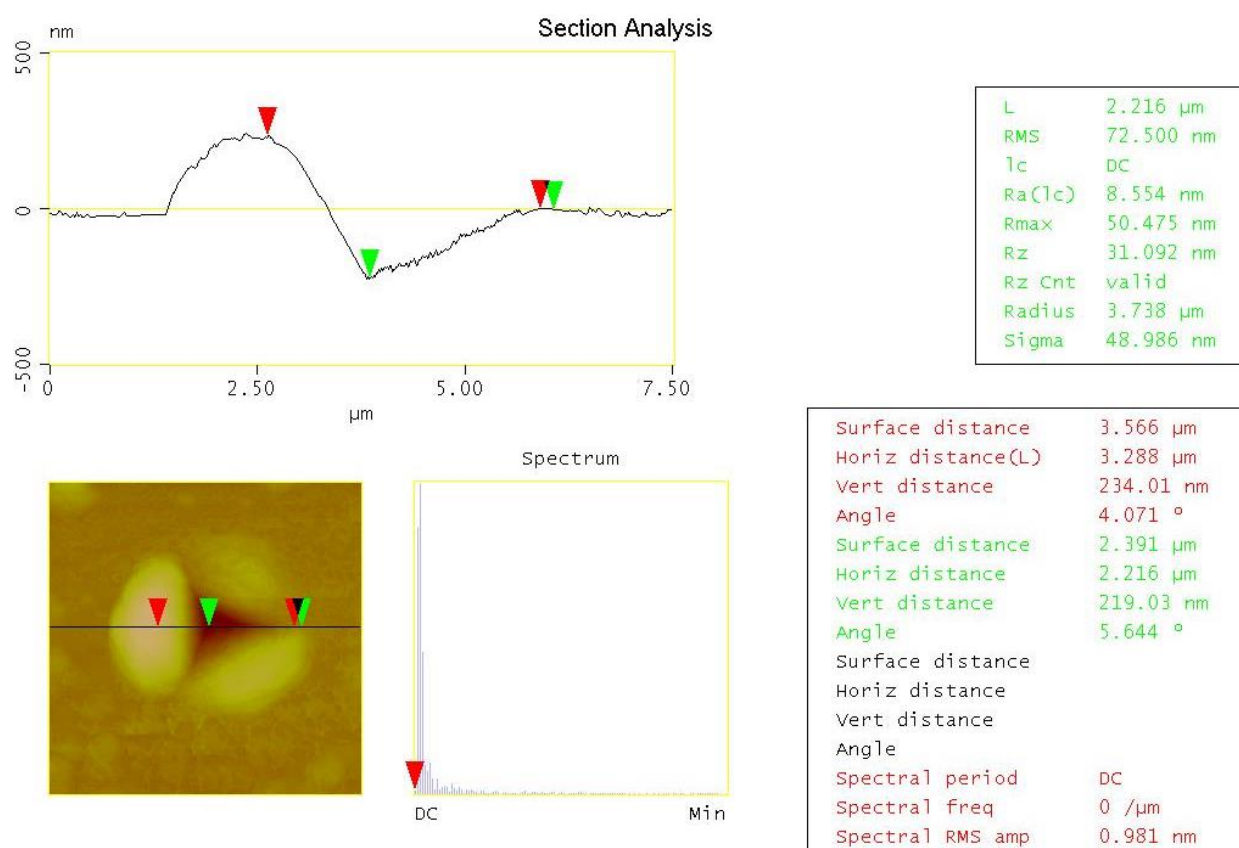 Section Analysis
nm
500
0
-500
0 2.50 5.00 7.50
µm
L 2.216 µm
RMS 72.500 nm
lc DC
Ra(lc) 8.554 nm
Rmax 50.475 nm
Rz 31.092 nm
Rz Cnt valid
Radius 3.738 µm
Sigma 48.986 nm
Surface distance 3.566 µm
Horiz distance(L) 3.288 µm
Vert distance 234.01 nm
Angle 4.071 °
Surface distance 2.391 µm
Horiz distance 2.216 µm
Vert distance 219.03 nm
Angle 5.644 °
Surface distance
Horiz distance
Vert distance
Angle
Spectral period DC
Spectral freq 0 /µm
Spectral RMS amp 0.981 nm
Spectrum
DC Min